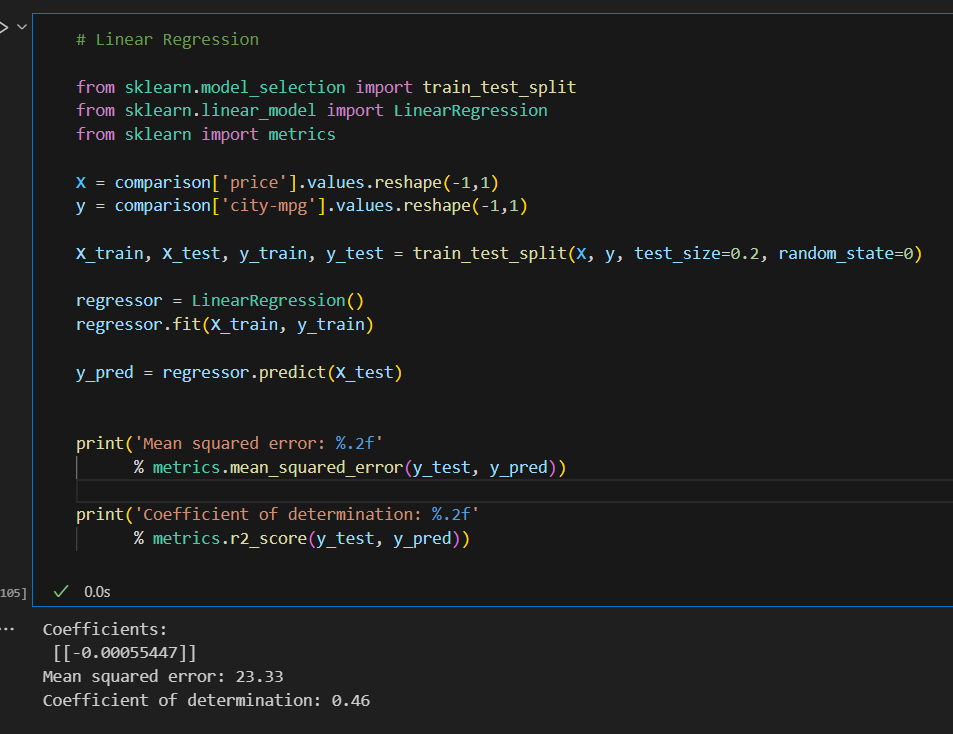 # Linear Regression
from sklearn.model_selection import train_test_split
from sklearn.linear_model import LinearRegression
from sklearn import metrics
X = comparison['price'].values.reshape(-1,1)
y = comparison['city-mpg'].values.reshape(-1,1)
X_train, X_test, y_train, y_test = train_test_split(X, y, test_size=0.2, random_state=0)
regressor = LinearRegression()
regressor.fit(X_train, y_train)
y_pred = regressor.predict(X_test)
print('Mean squared error: %.2f'
% metrics.mean_squared_error(y_test, y_pred))
print('Coefficient of determination: %.2f'
% metrics.r2_score(y_test, y_pred))
105] ✓ 0.0s
... Coefficients:
[[-0.00055447]]
Mean squared error: 23.33
Coefficient of determination: 0.46